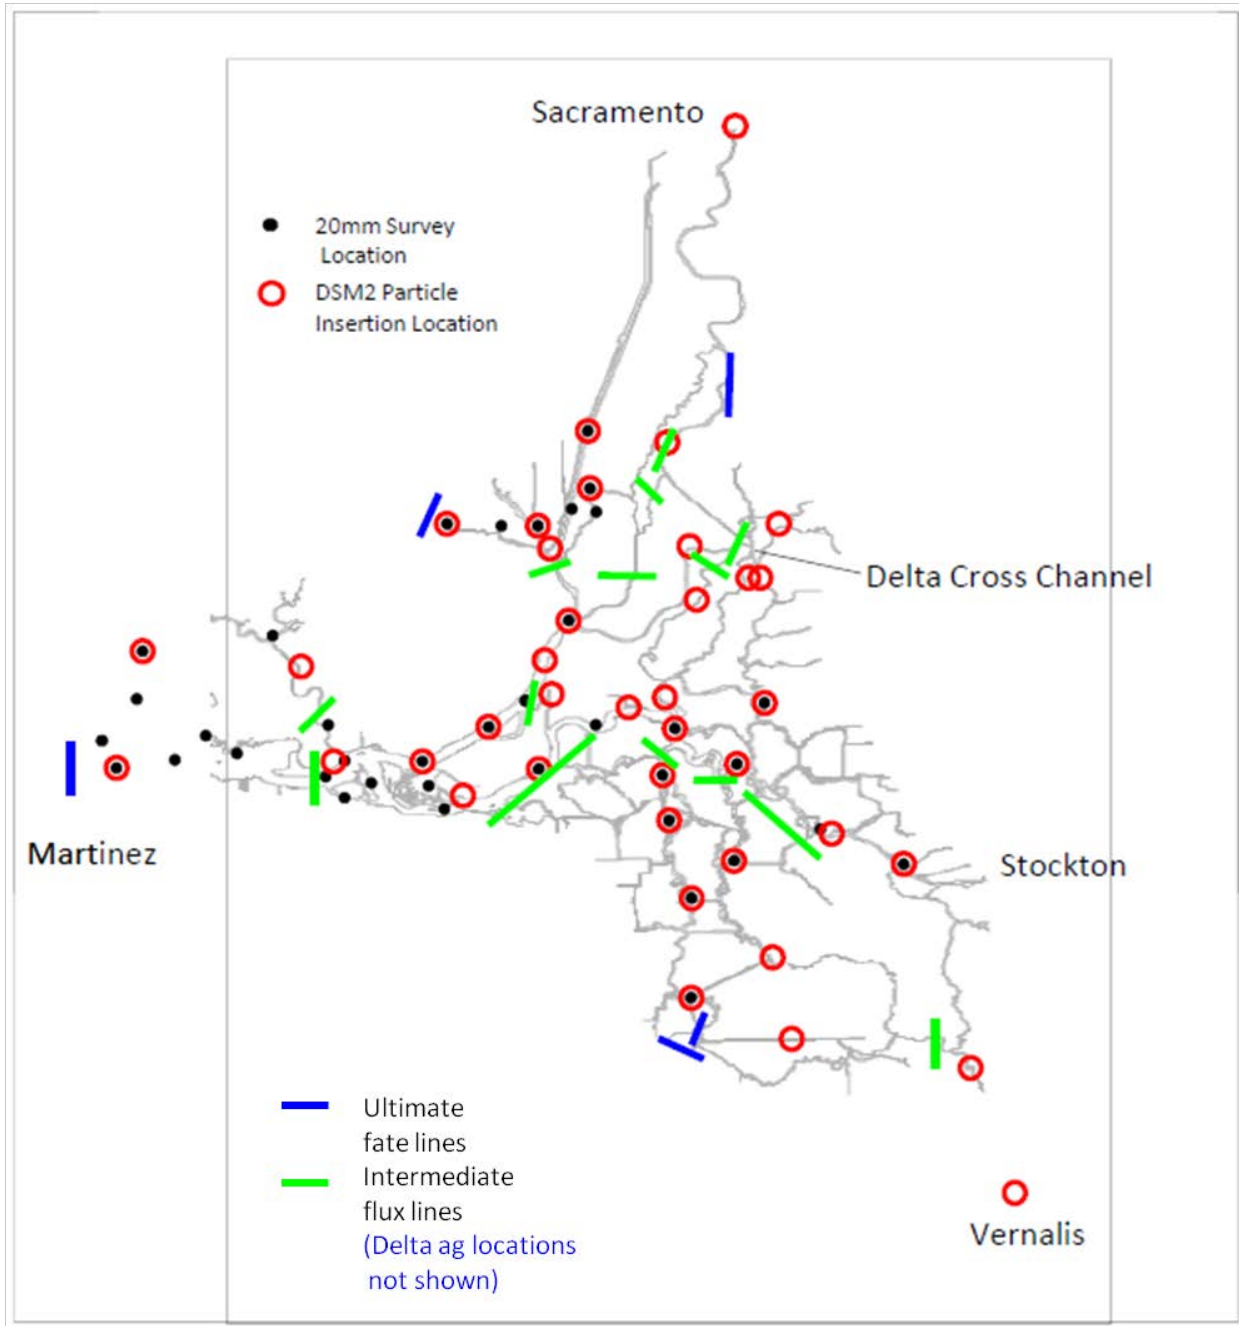 Sacramento
20mm Survey
Location
DSM2 Particle
Insertion Location
Delta Cross Channel
Martinez
Stockton
Ultimate
fate lines
Intermediate
flux lines
(Delta ag locations
not shown)
Vernalis